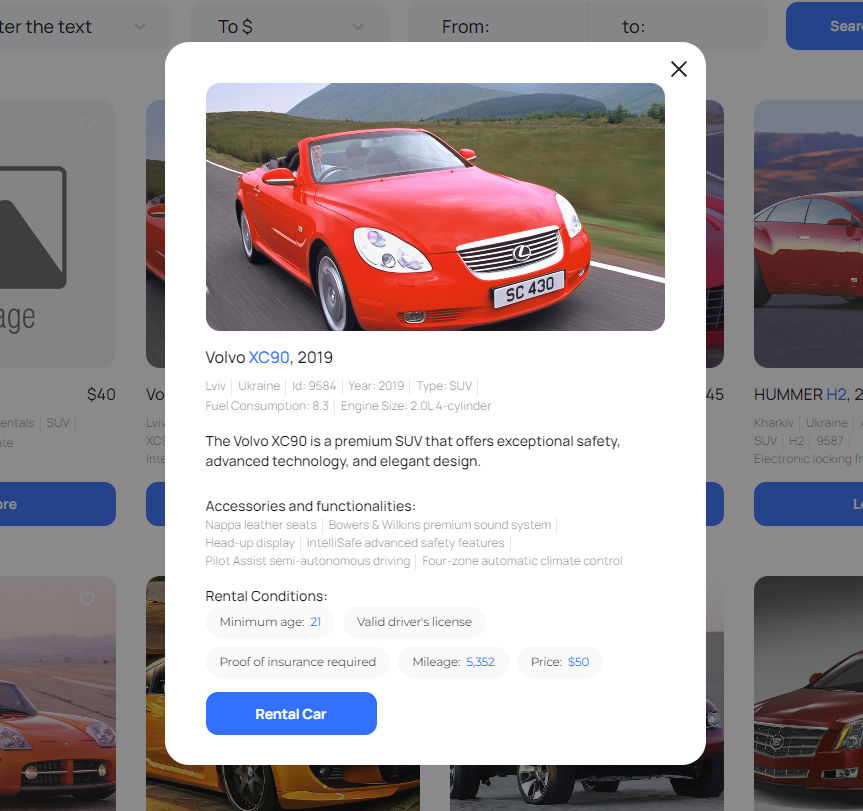 ter the text
To $
From:
to:
Sear
age
SC 430
$40
Vo
45
HUMMER H2, 2
entals | SUV
Lviv
Kharkiv | Ukraine
ate
XC9
SUV | H2 | 9587
Inte
Electronic locking fr
ore
Volvo XC90, 2019
Lviv | Ukraine | Id: 9584 | Year: 2019 | Type: SUV
Fuel Consumption: 8.3 | Engine Size: 2.0L 4-cylinder
The Volvo XC90 is a premium SUV that offers exceptional safety,
advanced technology, and elegant design.
Accessories and functionalities:
Nappa leather seats | Bowers & Wilkins premium sound system
Head-up display | IntelliSafe advanced safety features
Pilot Assist semi-autonomous driving | Four-zone automatic climate control
Rental Conditions:
Minimum age: 21
Valid driver's license
Proof of insurance required
Mileage: 5,352
Price: $50
Rental Car